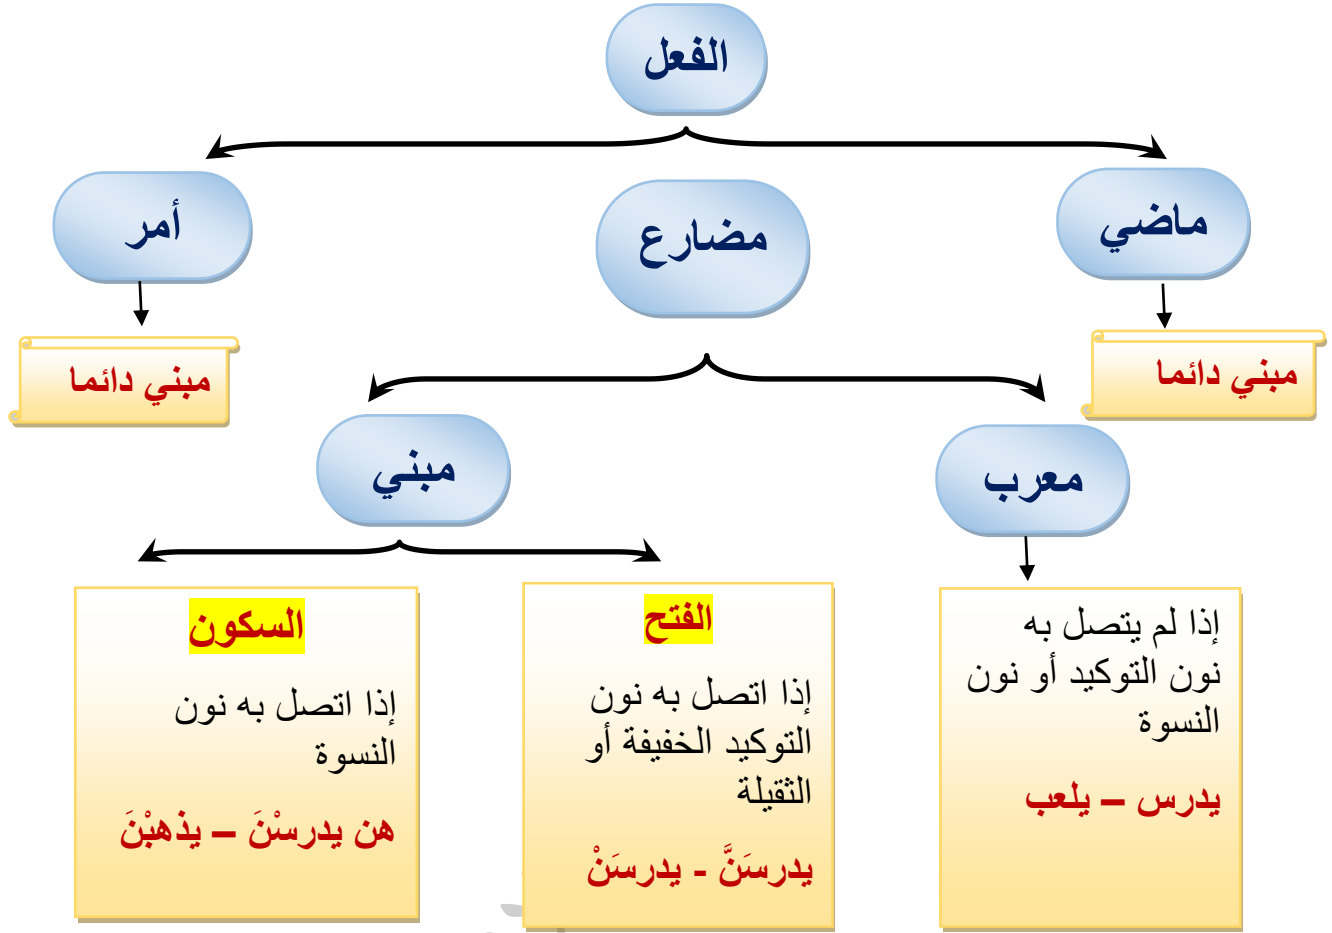 الفعل
ماضي
مضارع
أمر
مبني دائما
مبني دائما
معرب
مبني
إذا لم يتصل به
نون التوكيد أو نون
النسوة
يدرس – يلعب
الفتح
إذا اتصل به نون
التوكيد الخفيفة أو
الثقيلة
يدرسَنَّ - يدرسَنْ
السكون
إذا اتصل به نون
النسوة
هن يدرسْنَ – يذهبْنَ